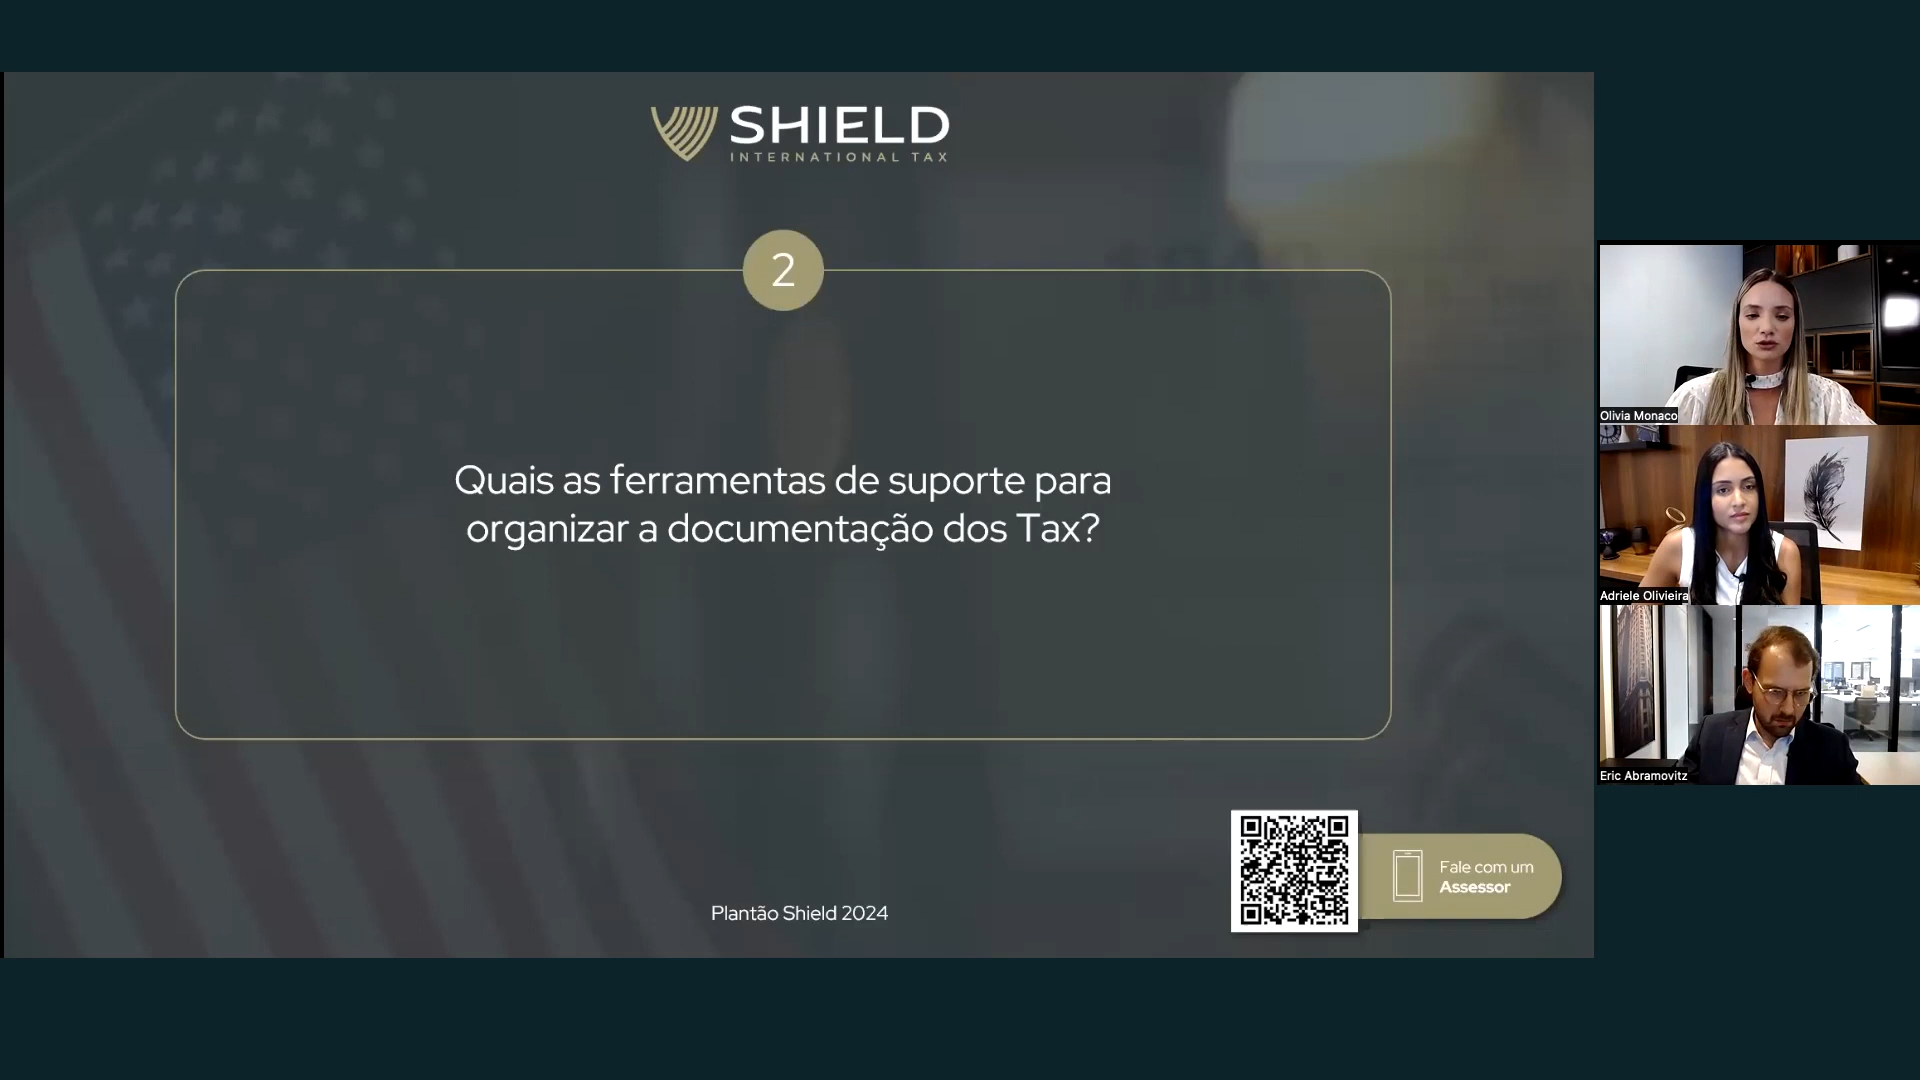 SHIELD
INTERNATIONAL TAX
2
Quais as ferramentas de suporte para
organizar a documentação dos Tax?
Plantão Shield 2024
Fale com um
Assessor
Olivia Monaco
Adriele Olivieira
Eric Abramovitz